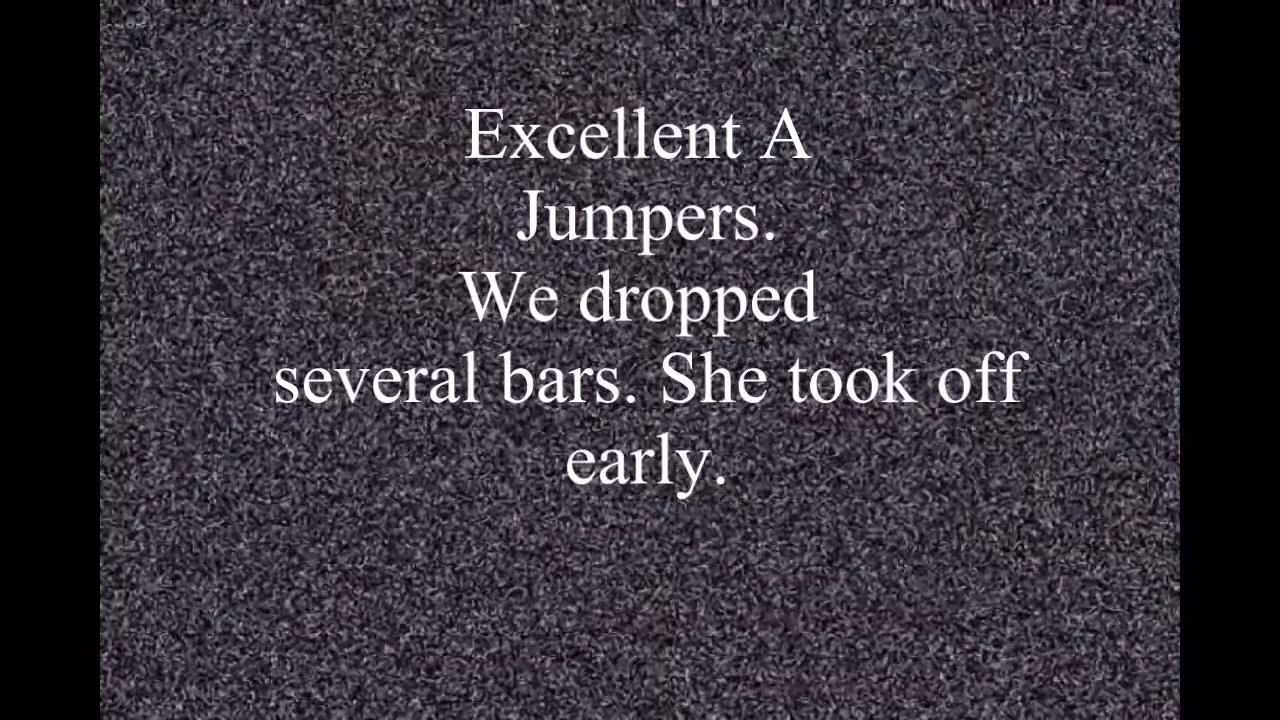 Excellent A
Jumpers.
We dropped
several bars. She took off
early.